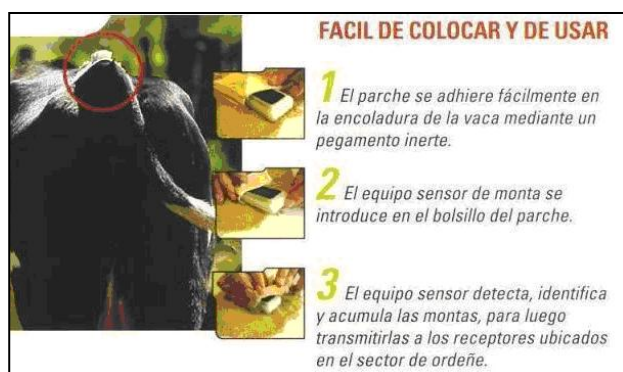 FACIL DE COLOCAR Y DE USAR
1 El parche se adhiere fácilmente en
la encoladura de la vaca mediante un
pegamento inerte.
2 El equipo sensor de monta se
introduce en el bolsillo del parche.
3 El equipo sensor detecta, identifica
y acumula las montas, para luego
transmitirlas a los receptores ubicados
en el sector de ordeñe.